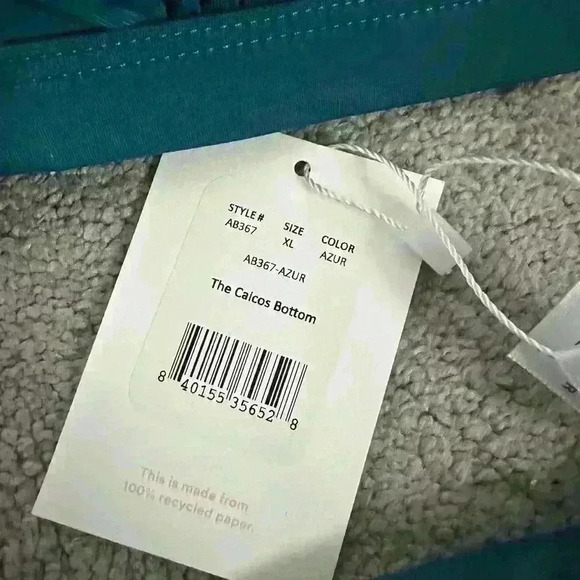 STYLE # SIZE COLOR
AB367 XL AZUR
AB367-AZUR
The Caicos Bottom
8 40155 35652 8
This is made from
100% recycled paper.